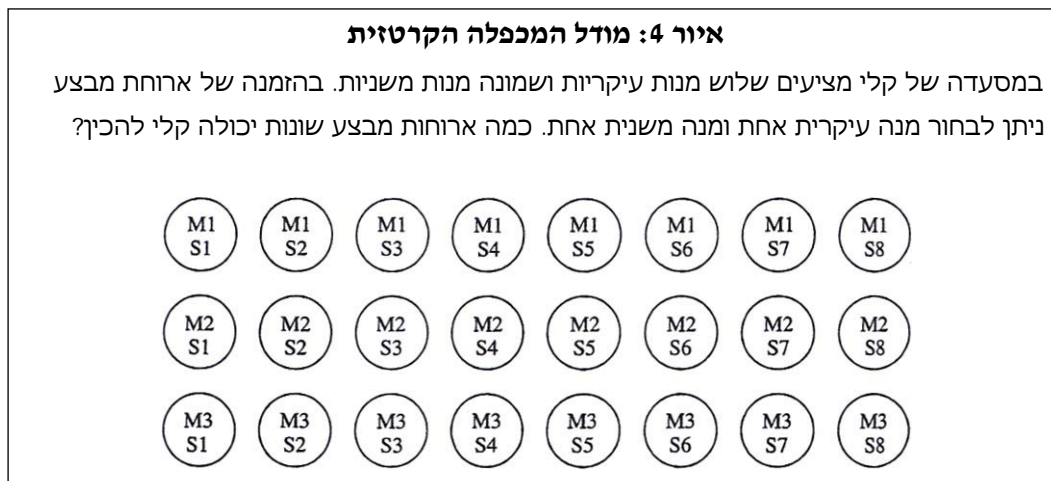 איור 4: מודל המכפלה הקרטזית
במסעדה של קלי מציעים שלוש מנות עיקריות ושמונה מנות משניות. בהזמנה של ארוחת מבצע
ניתן לבחור מנה עיקרית אחת ומנה משנית אחת. כמה ארוחות מבצע שונות יכולה קלי להכין?
M1 M1 M1 M1 M1 M1 M1 M1
S1 S2 S3 S4 S5 S6 S7 S8
M2 M2 M2 M2 M2 M2 M2 M2
S1 S2 S3 S4 S5 S6 S7 S8
M3 M3 M3 M3 M3 M3 M3 M3
S1 S2 S3 S4 S5 S6 S7 S8